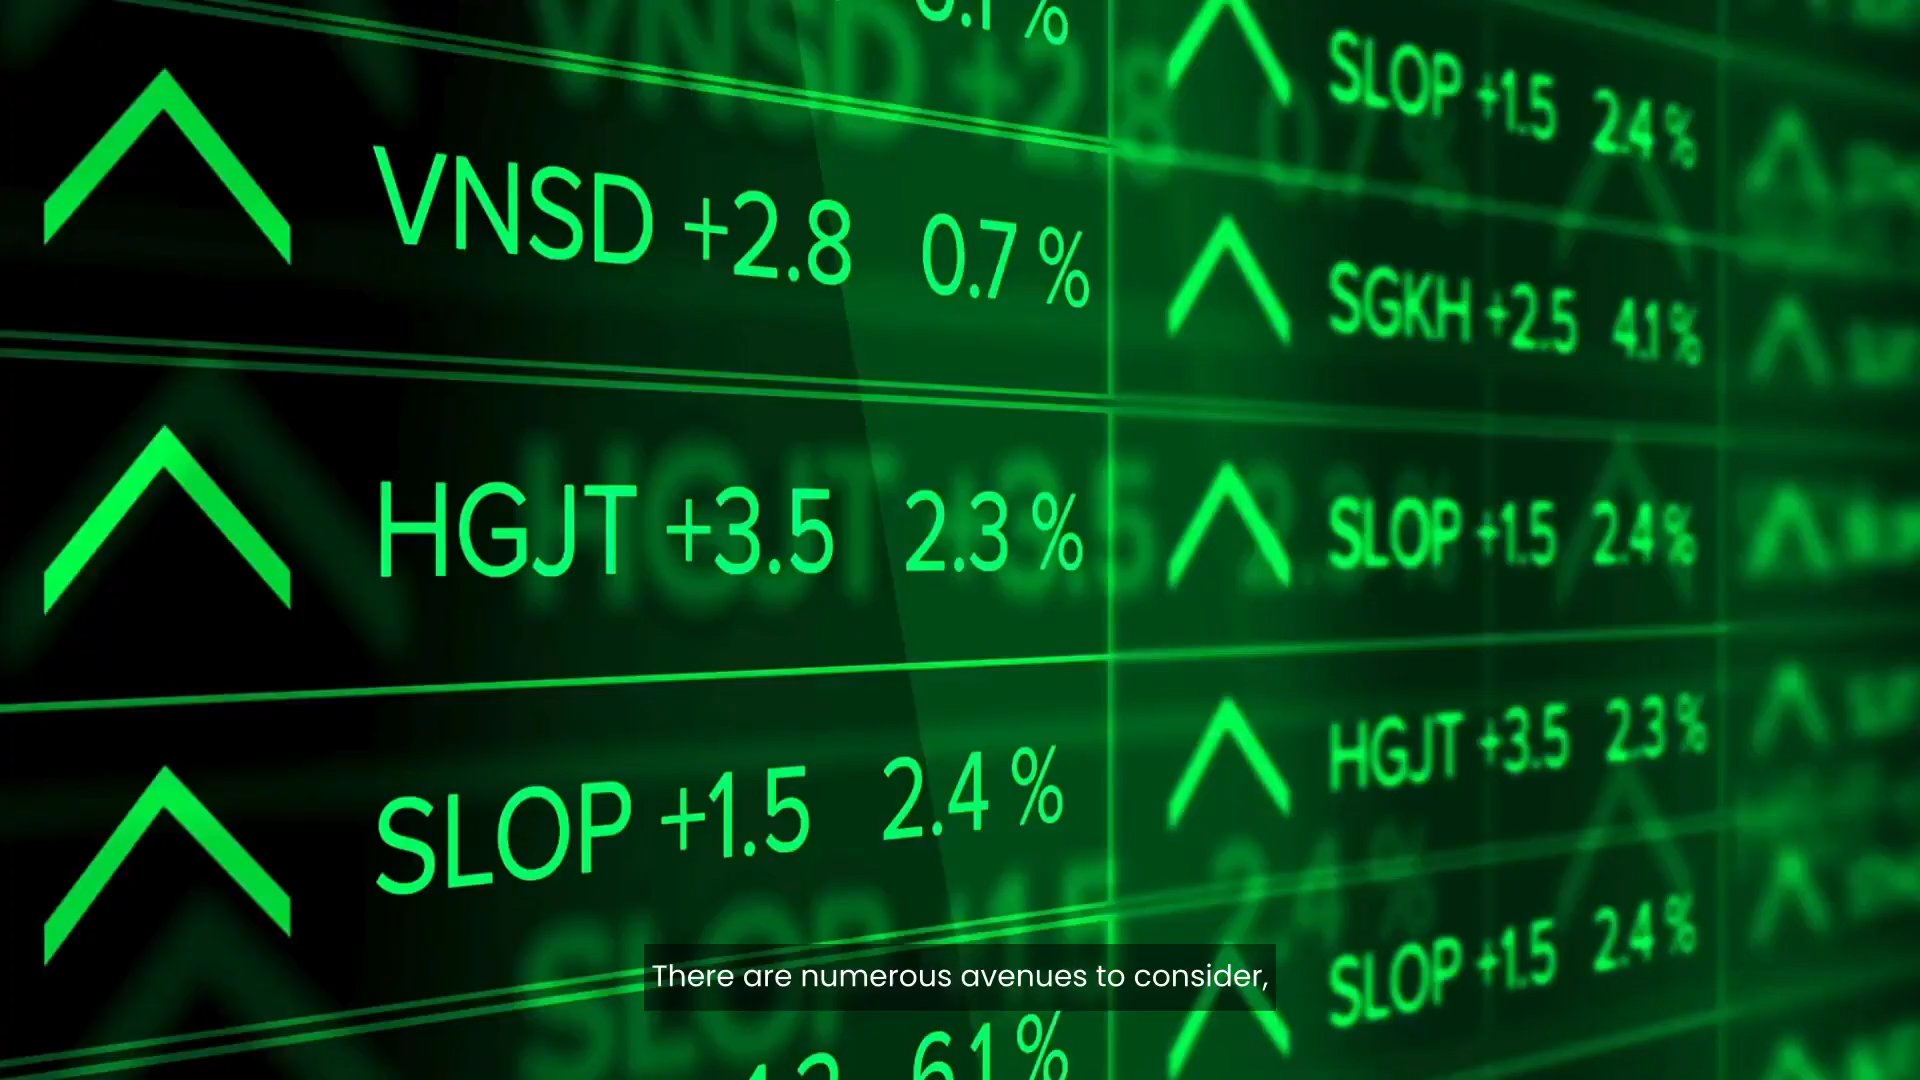 VNSD +2.8 0.7 %
HGJT +3.5 2.3 %
SLOP +1.5 2.4 %
SLOP +1.5 2.4 %
SGKH +2.5 4.1 %
SLOP +1.5 2.4 %
HGJT +3.5 2.3 %
SLOP +1.5 2.4 %
There are numerous avenues to consider,